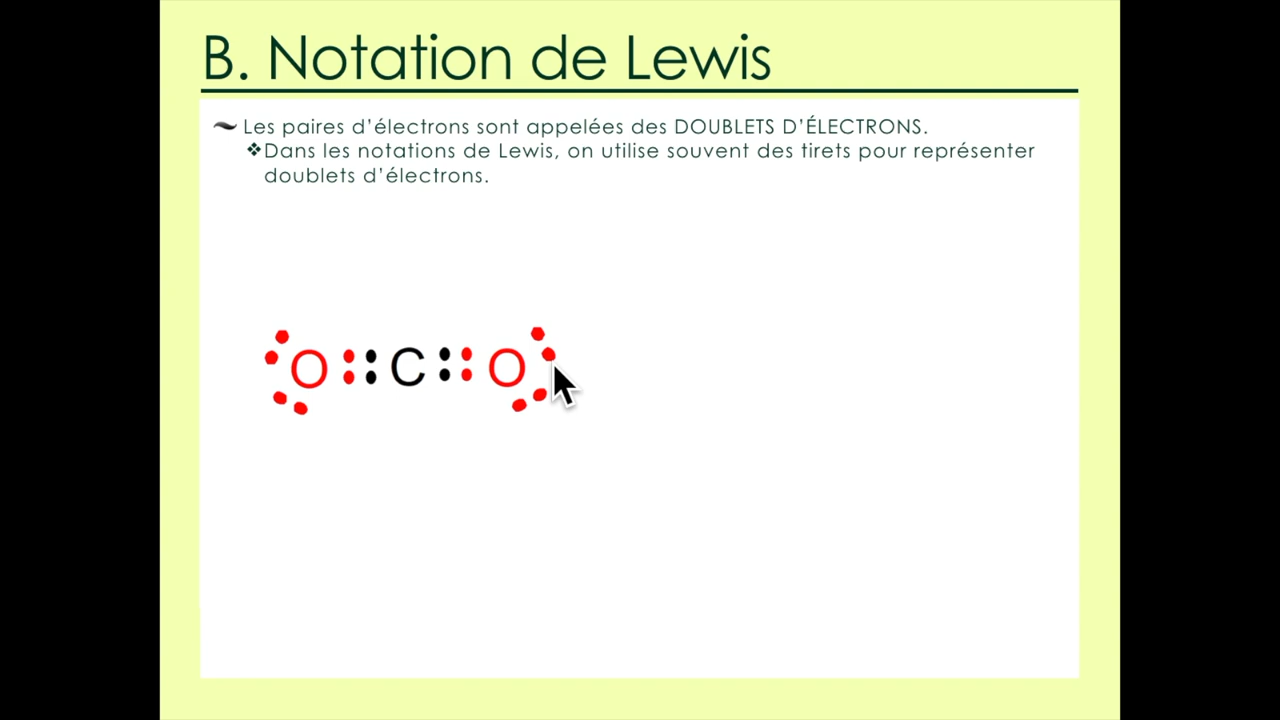 B. Notation de Lewis
Les paires d’électrons sont appelées des DOUBLETS D’ÉLECTRONS.
Dans les notations de Lewis, on utilise souvent des tirets pour représenter
doublets d’électrons.
O C O